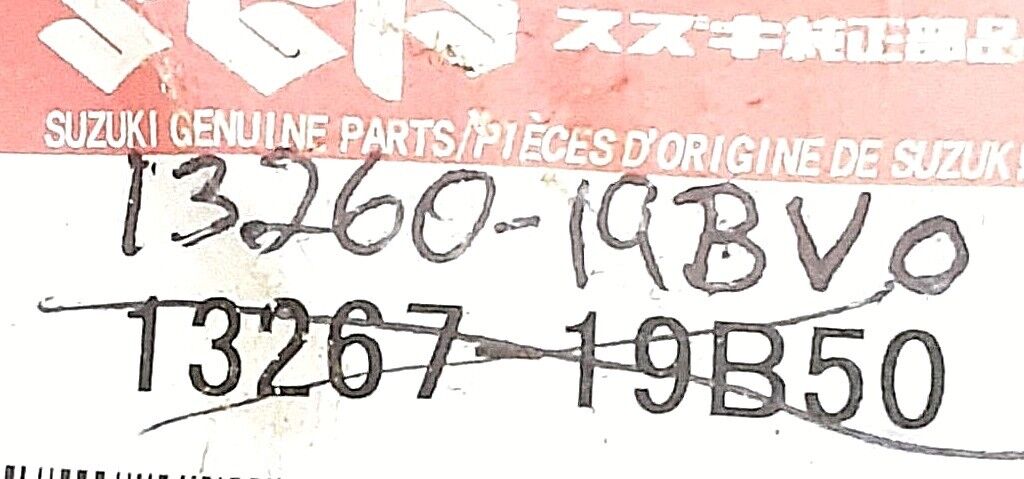 スズキ純正部品
SUZUKI GENUINE PARTS/PIÈCES D'ORIGINE DE SUZUKI
13260-19BV0
13267-19B50